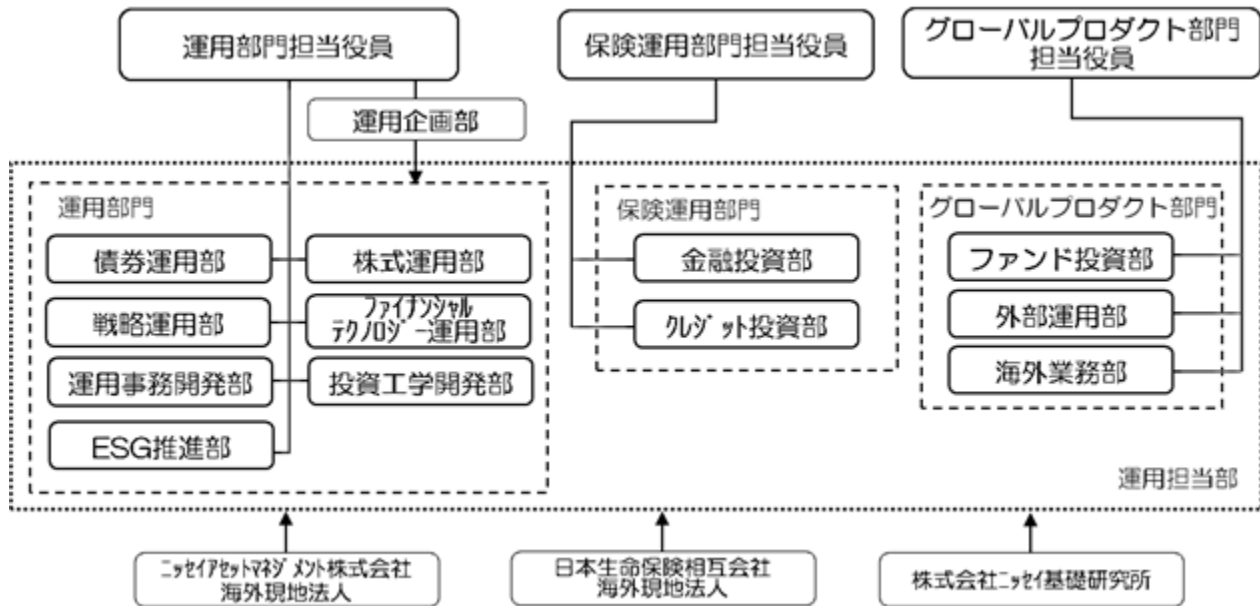 運用部門担当役員
保険運用部門担当役員
グローバルプロダクト部門
担当役員
運用企画部
運用部門
債券運用部
株式運用部
戦略運用部
ファイナンシャル
テクノロジー運用部
運用事務開発部
投資工学開発部
ESG推進部
保険運用部門
金融投資部
クレジット投資部
グローバルプロダクト部門
ファンド投資部
外部運用部
海外業務部
運用担当部
ニッセイアセットマネジメント株式会社
海外現地法人
日本生命保険相互会社
海外現地法人
株式会社ニッセイ基礎研究所